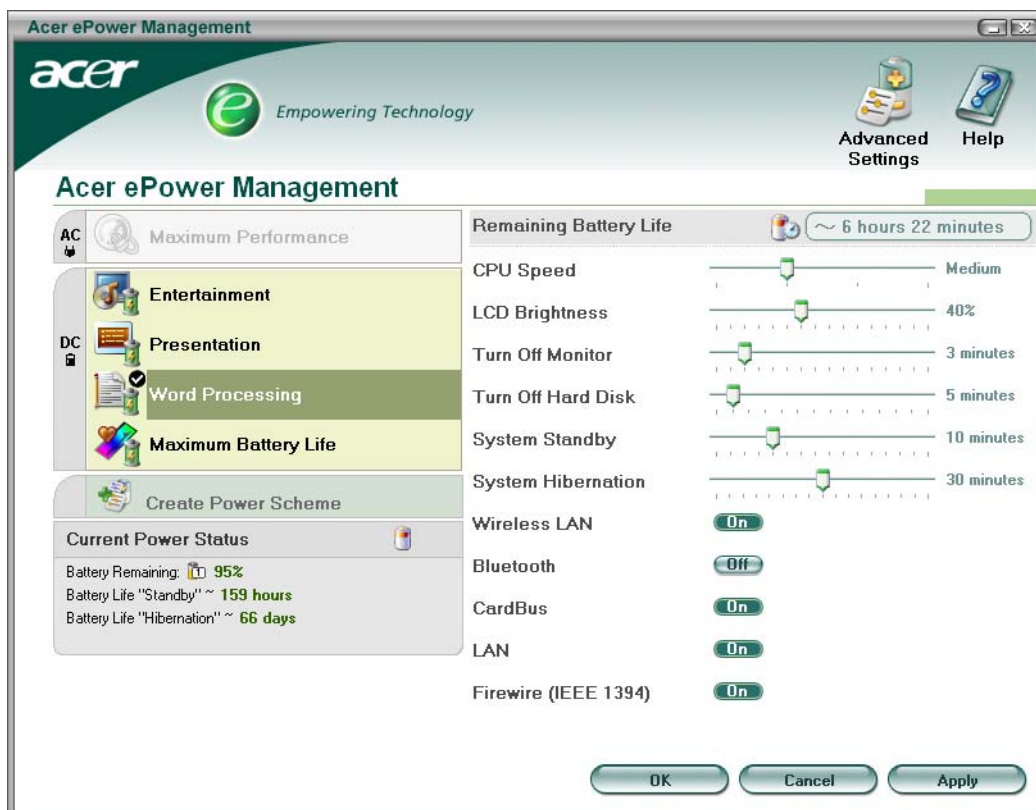 Acer ePower Management
acer
e Empowering Technology
Advanced Settings
Help
Acer ePower Management
AC
Maximum Performance
DC
Entertainment
Presentation
Word Processing
Maximum Battery Life
Create Power Scheme
Current Power Status
Battery Remaining: 1 95%
Battery Life "Standby" ~ 159 hours
Battery Life "Hibernation" ~ 66 days
Remaining Battery Life ~ 6 hours 22 minutes
CPU Speed Medium
LCD Brightness 40%
Turn Off Monitor 3 minutes
Turn Off Hard Disk 5 minutes
System Standby 10 minutes
System Hibernation 30 minutes
Wireless LAN On
Bluetooth Off
CardBus On
LAN On
Firewire (IEEE 1394) On
OK Cancel Apply